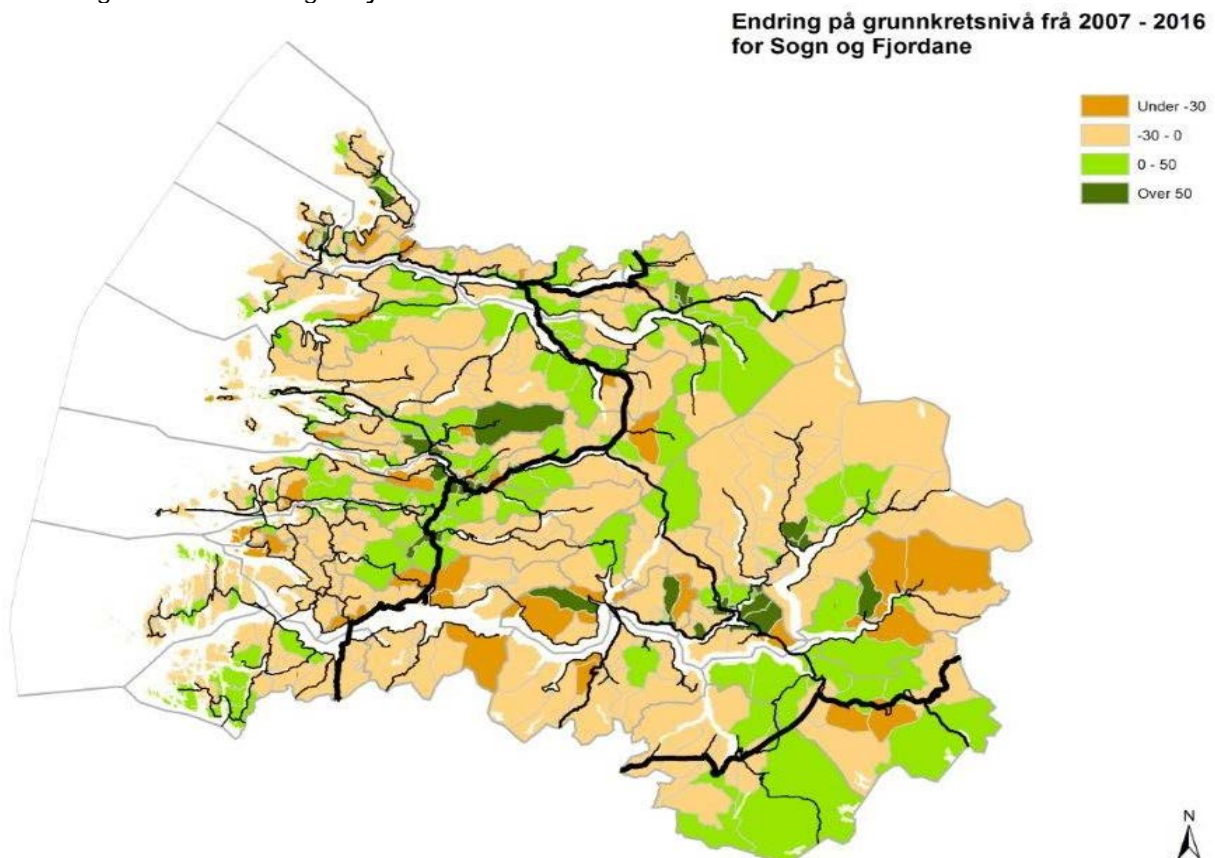 Endring på grunnkretsnivå frå 2007 - 2016
for Sogn og Fjordane
Under -30
-30 - 0
0 - 50
Over 50
N